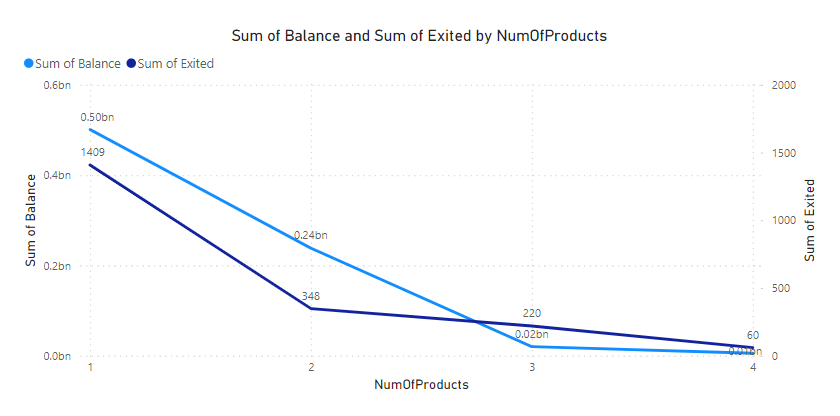 Sum of Balance and Sum of Exited by NumOfProducts
Sum of Balance Sum of Exited
0.6bn
0.4bn
0.2bn
0.0bn
Sum of Balance
0.50bn
1409
0.24bn
348
220
0.02bn
60
0.01bn
2000
1500
1000
500
0
Sum of Exited
1 2 3 4
NumOfProducts